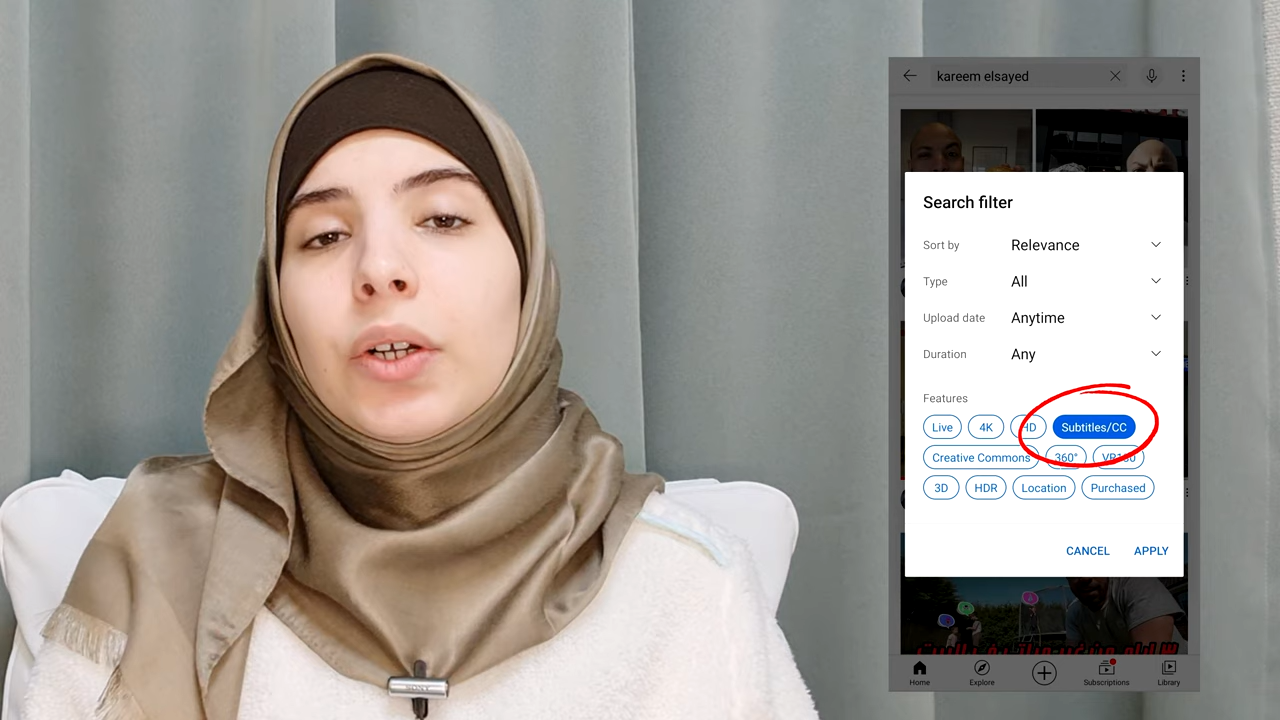 kareem elsayed
Search filter
Sort by Relevance
Type All
Upload date Anytime
Duration Any
Features
Live 4K HD Subtitles/CC
Creative Commons 360° VR180
3D HDR Location Purchased
CANCEL APPLY
Home Explore Subscriptions Library
SONY